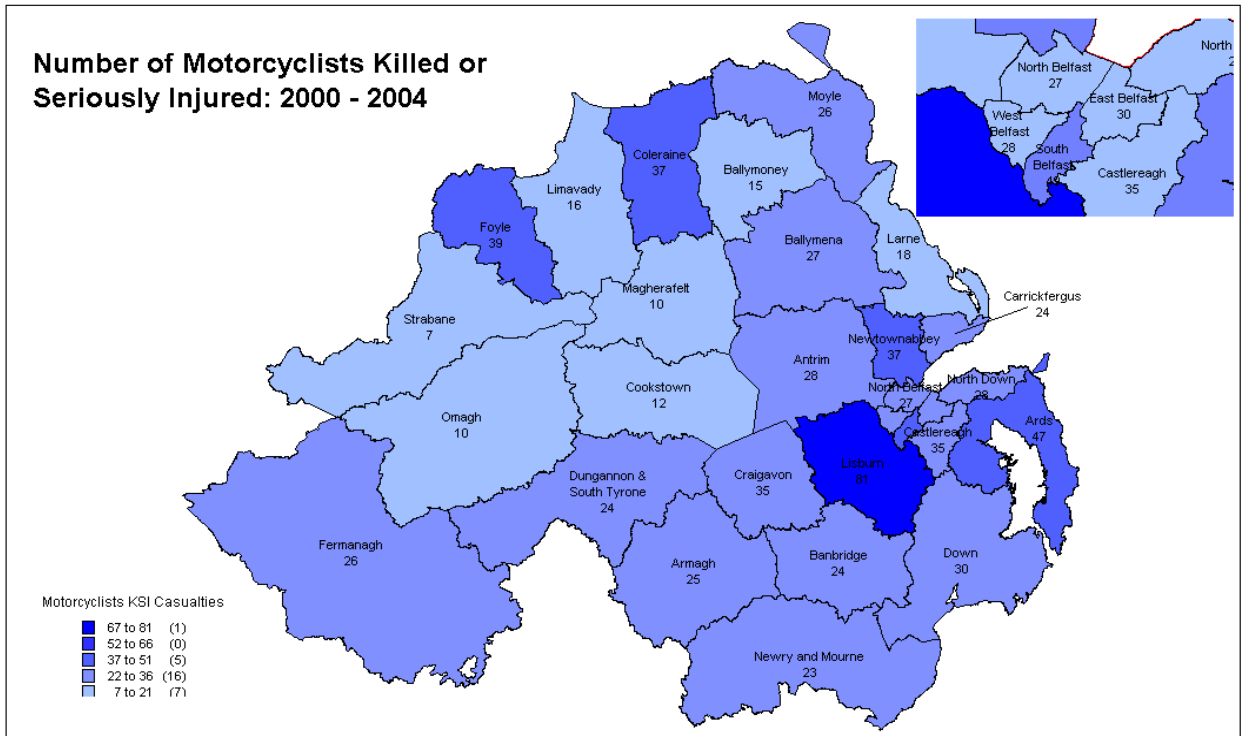 Number of Motorcyclists Killed or
Seriously Injured: 2000 - 2004
Moyle
26
Coleraine
37
Ballymoney
15
Limavady
16
Foyle
39
Ballymena
27
Larne
18
Magherafelt
10
Carrickfergus
24
Strabane
7
Newtownabbey
37
Antrim
28
Cookstown
12
North Belfast
27
North Down
28
Omagh
10
Castlereagh
35
Ards
47
Lisburn
81
Dungannon &
South Tyrone
24
Craigavon
35
Fermanagh
26
Armagh
25
Banbridge
24
Down
30
Newry and Mourne
23
North
2
North Belfast
27
East Belfast
30
West
Belfast
28
South
Belfast
49
Castlereagh
35
Motorcyclists KSI Casualties
67 to 81 (1)
52 to 66 (0)
37 to 51 (5)
22 to 36 (16)
7 to 21 (7)